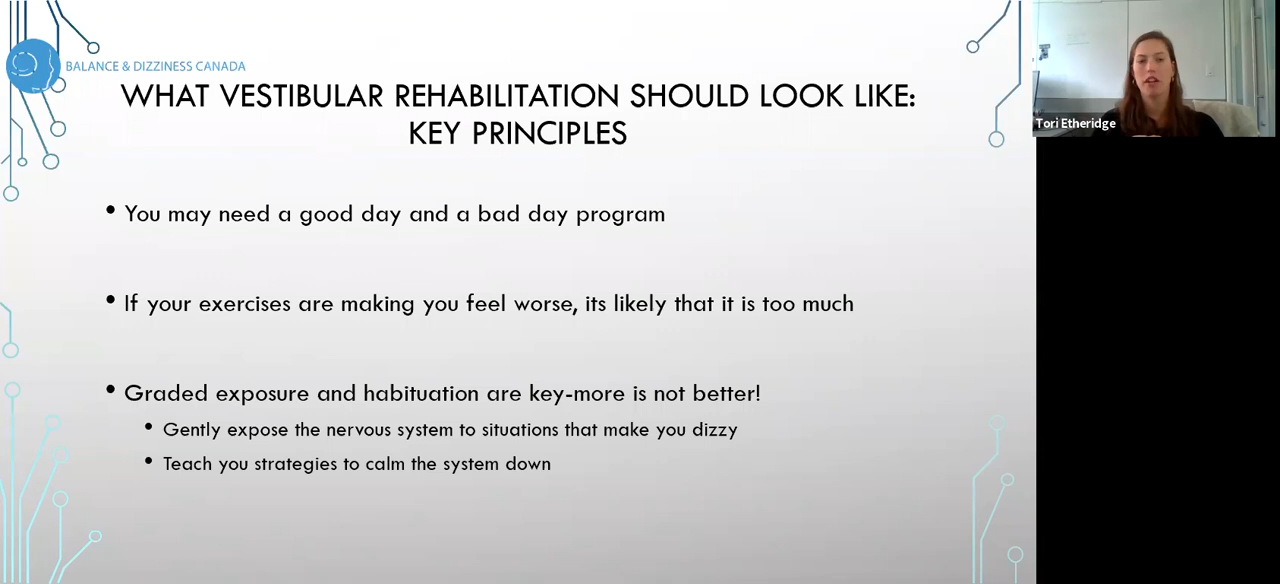 BALANCE & DIZZINESS CANADA
WHAT VESTIBULAR REHABILITATION SHOULD LOOK LIKE:
KEY PRINCIPLES
• You may need a good day and a bad day program
• If your exercises are making you feel worse, its likely that it is too much
• Graded exposure and habituation are key-more is not better!
• Gently expose the nervous system to situations that make you dizzy
• Teach you strategies to calm the system down
Tori Etheridge